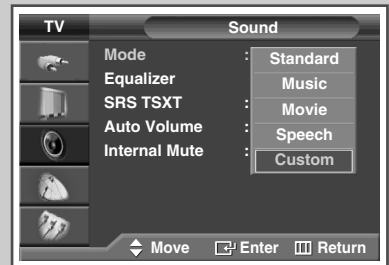 TV
Sound
Mode :
Equalizer
SRS TSXT :
Auto Volume :
Internal Mute :
Standard
Music
Movie
Speech
Custom
Move Enter Return